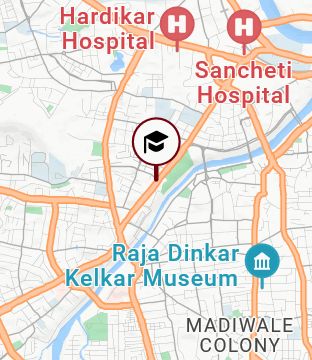 Hardikar
Hospital
H
H
Sancheti
Hospital
Raja Dinkar
Kelkar Museum
MADIWALE
COLONY